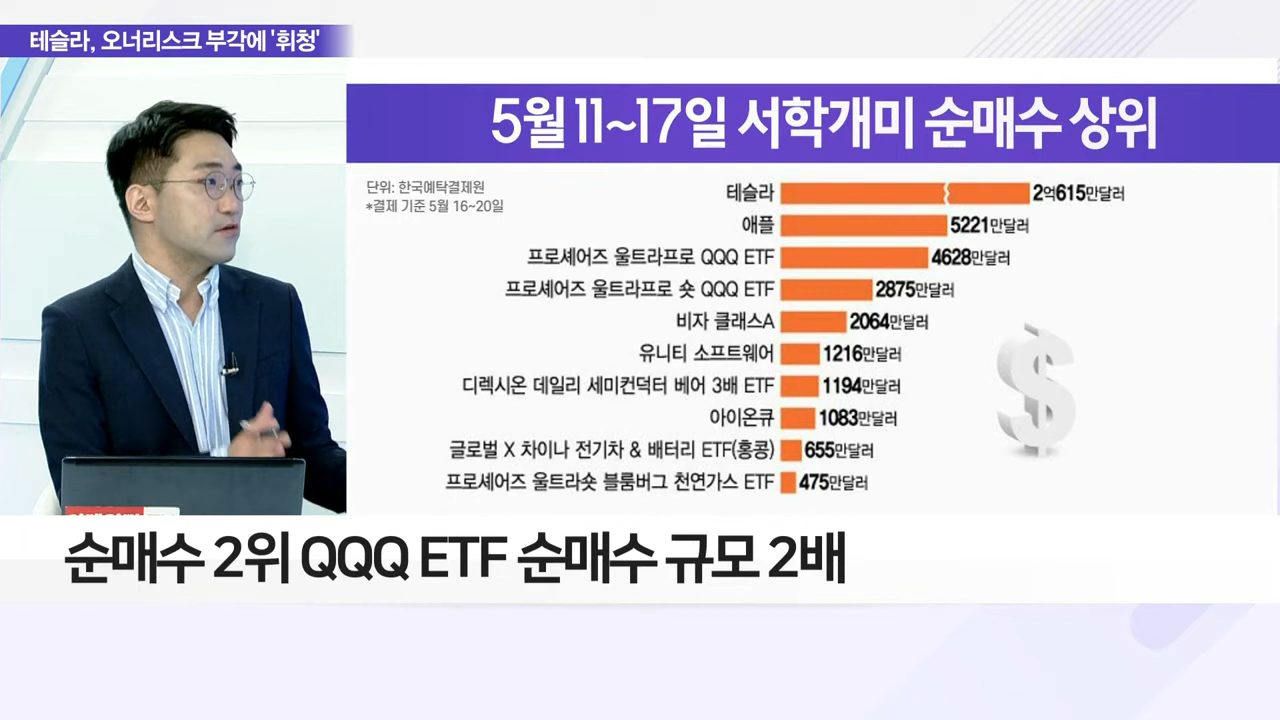 테슬라, 오너리스크 부각에 '휘청'
5월 11~17일 서학개미 순매수 상위
단위: 한국예탁결제원
*결제 기준 5월 16~20일
테슬라 2억615만달러
애플 5221만달러
프로셰어즈 울트라프로 QQQ ETF 4628만달러
프로셰어즈 울트라프로 숏 QQQ ETF 2875만달러
비자 클래스A 2064만달러
유니티 소프트웨어 1216만달러
디렉시온 데일리 세미컨덕터 베어 3배 ETF 1194만달러
아이온큐 1083만달러
글로벌 X 차이나 전기차 & 배터리 ETF(홍콩) 655만달러
프로셰어즈 울트라숏 블룸버그 천연가스 ETF 475만달러
순매수 2위 QQQ ETF 순매수 규모 2배